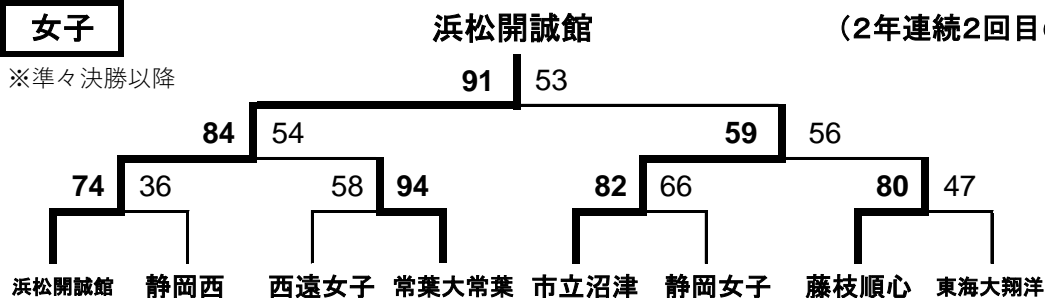 女子 浜松開誠館 (2年連続2回目
※準々決勝以降
91 53
84 54 59 56
74 36 58 94 82 66 80 47
浜松開誠館 静岡西 西遠女子 常葉大常葉 市立沼津 静岡女子 藤枝順心 東海大翔洋